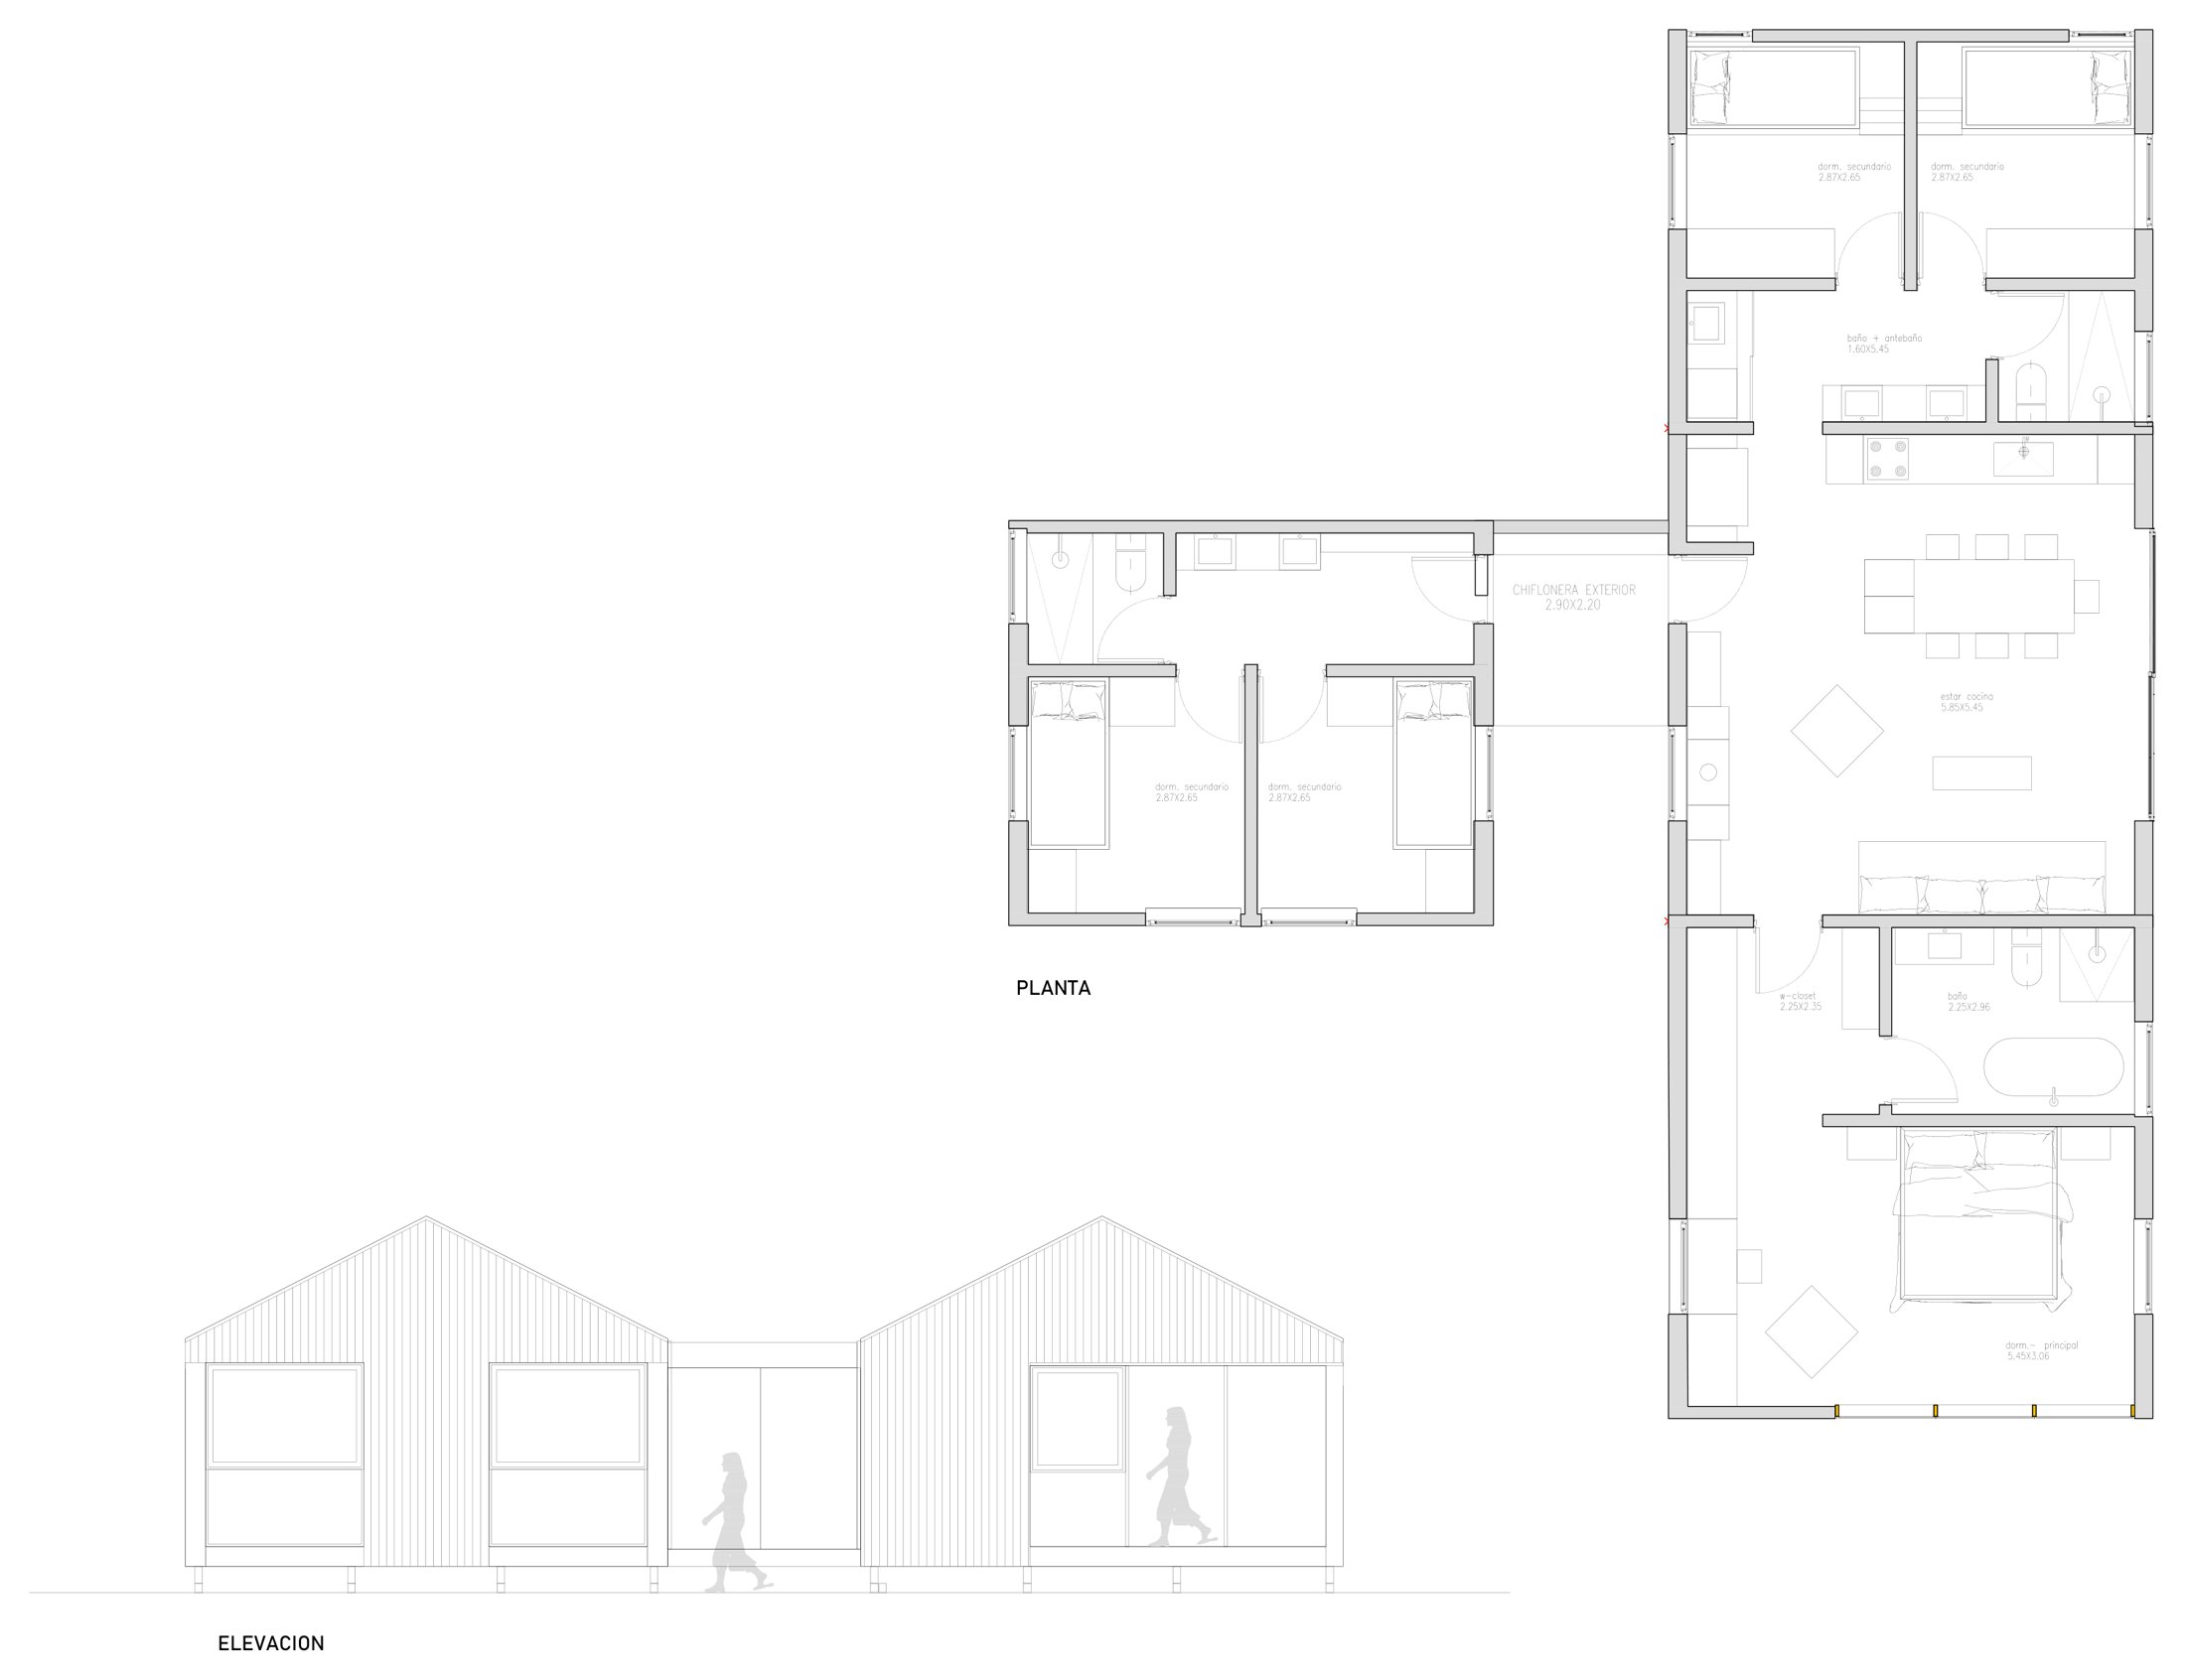 dorm. secundario
2.87X2.65
dorm. secundario
2.87X2.65
baño + antebaño
1.60X5.45
CHIFLONERA EXTERIOR
2.90X2.20
estar cocina
5.85X5.45
dorm. secundario
2.87X2.65
dorm. secundario
2.87X2.65
PLANTA
w-closet
2.25X2.35
baño
2.25X2.96
dorm.- principal
5.45X3.06
ELEVACION